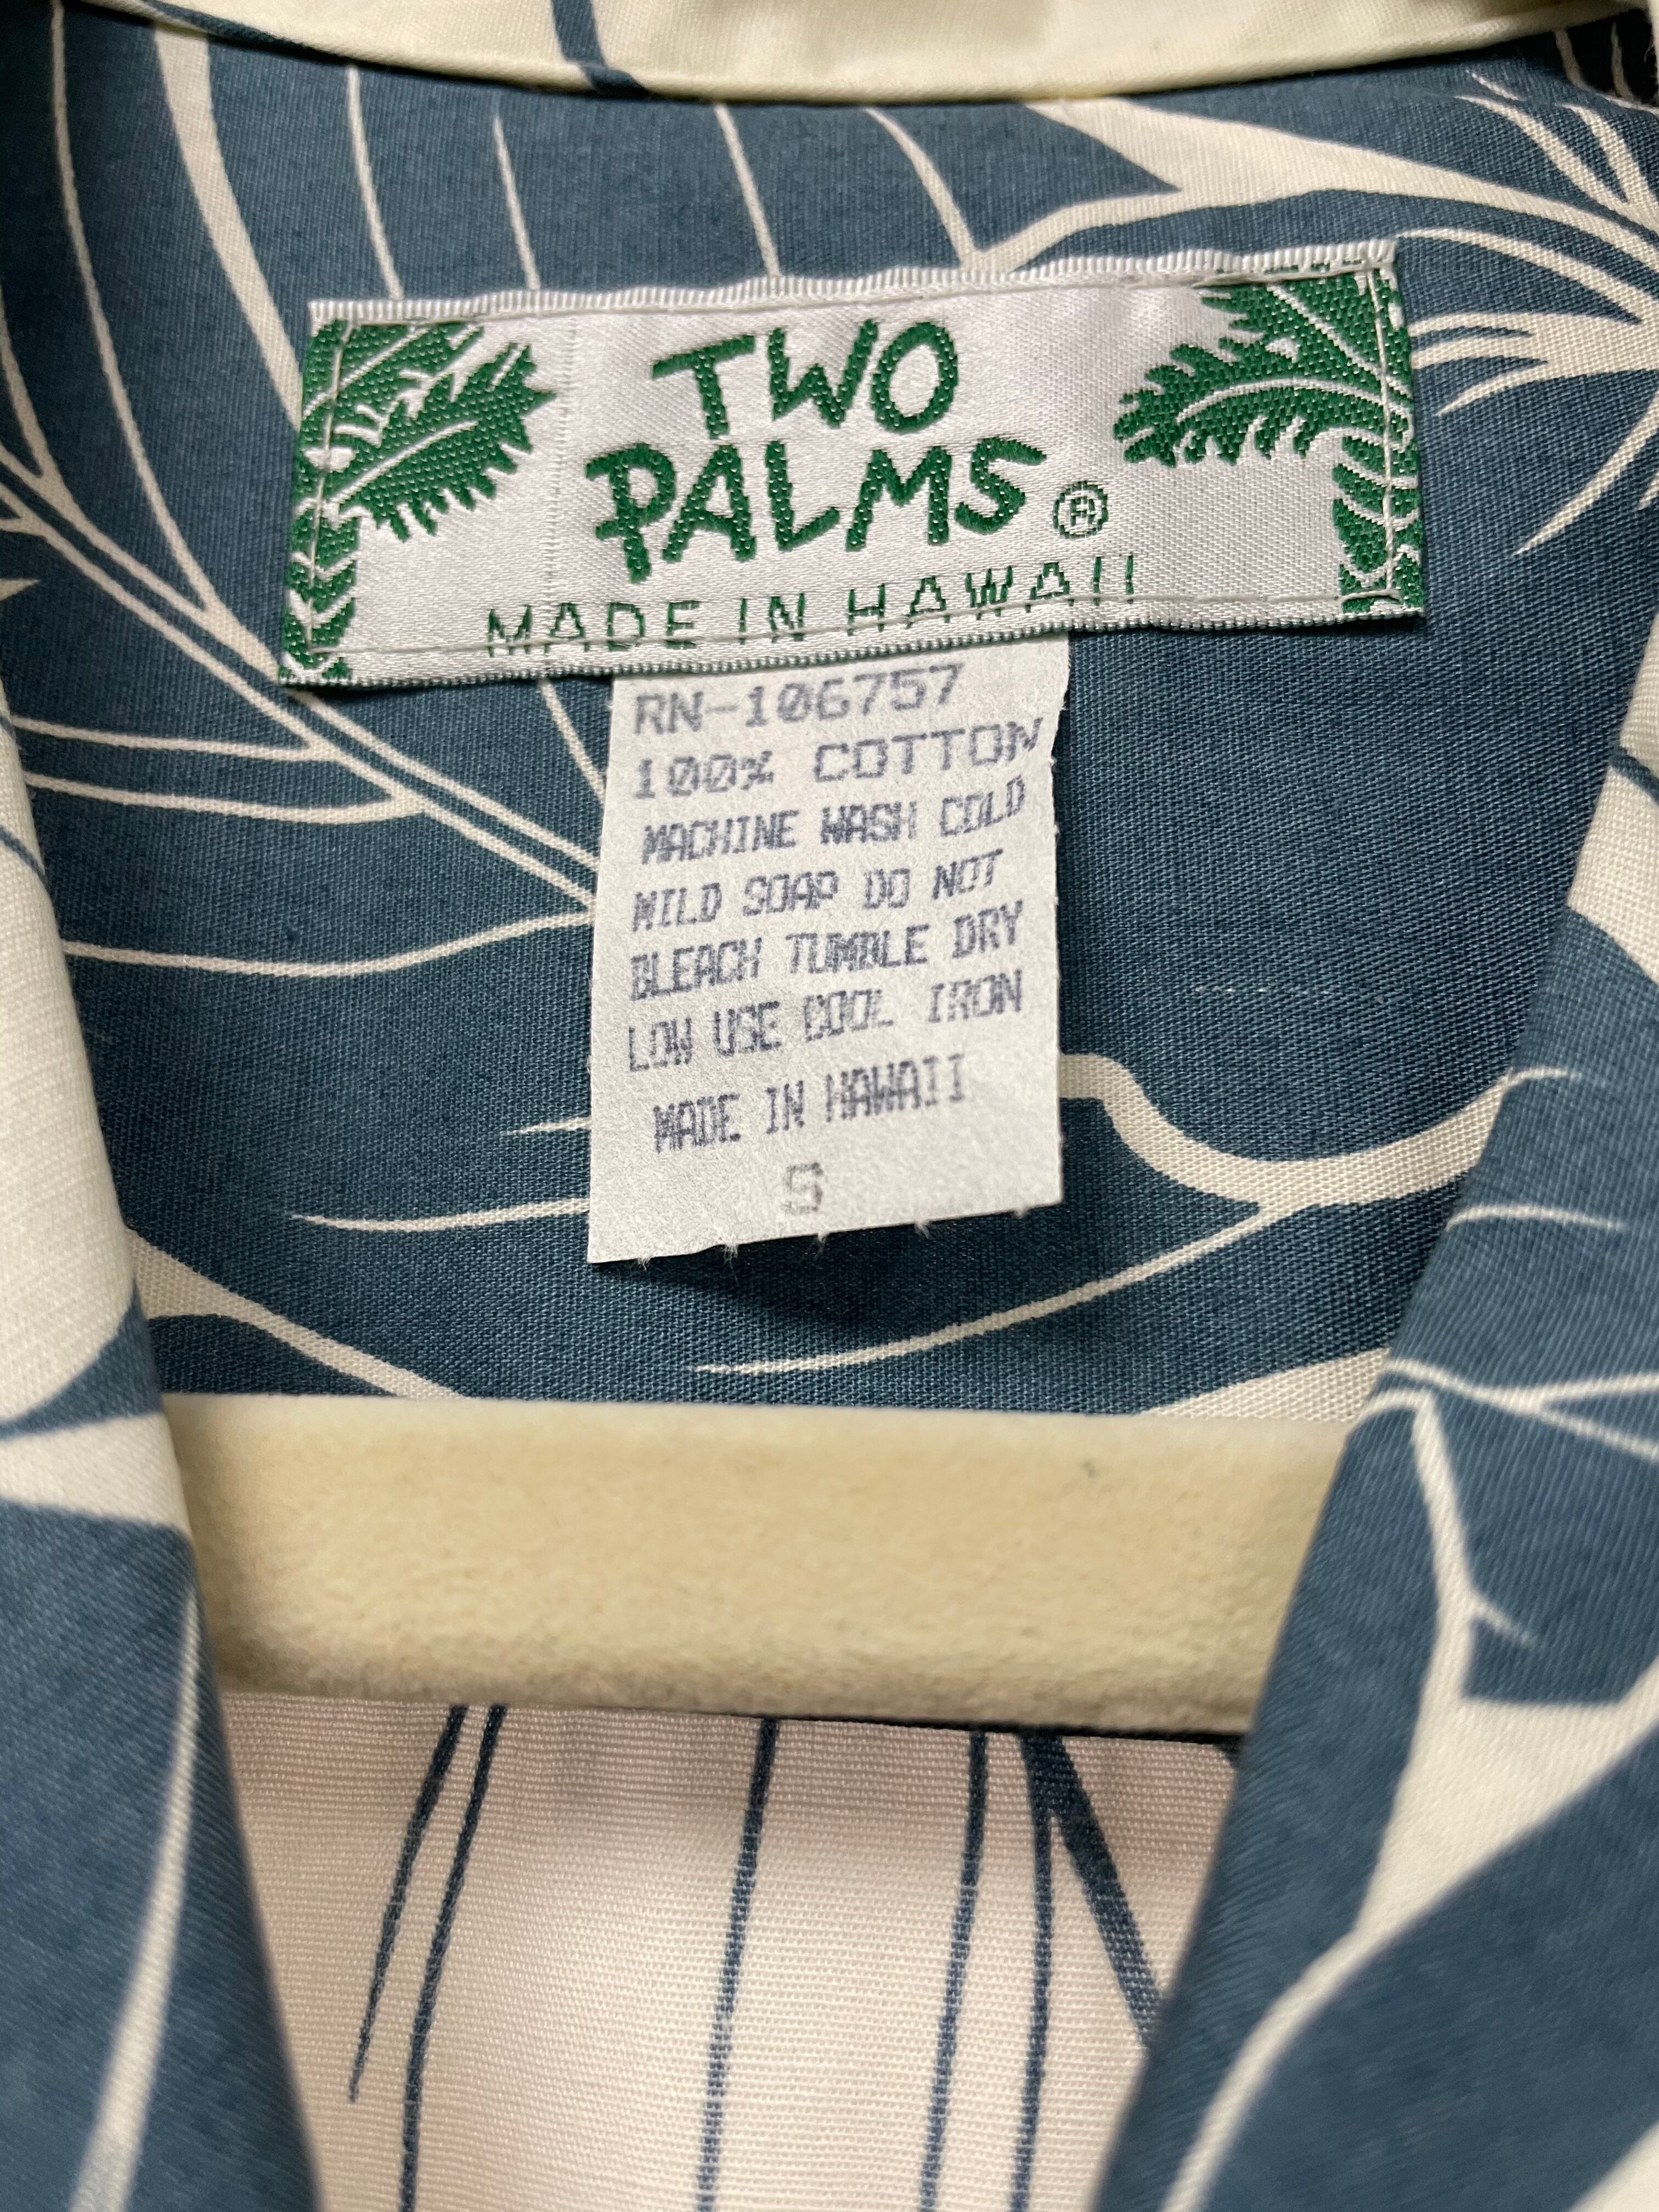 TWO
PALMS®
MADE IN HAWAII
RN-106757
100% COTTON
MACHINE WASH COLD
MILD SOAP DO NOT
BLEACH TUMBLE DRY
LOW USE COOL IRON
MADE IN HAWAII
S